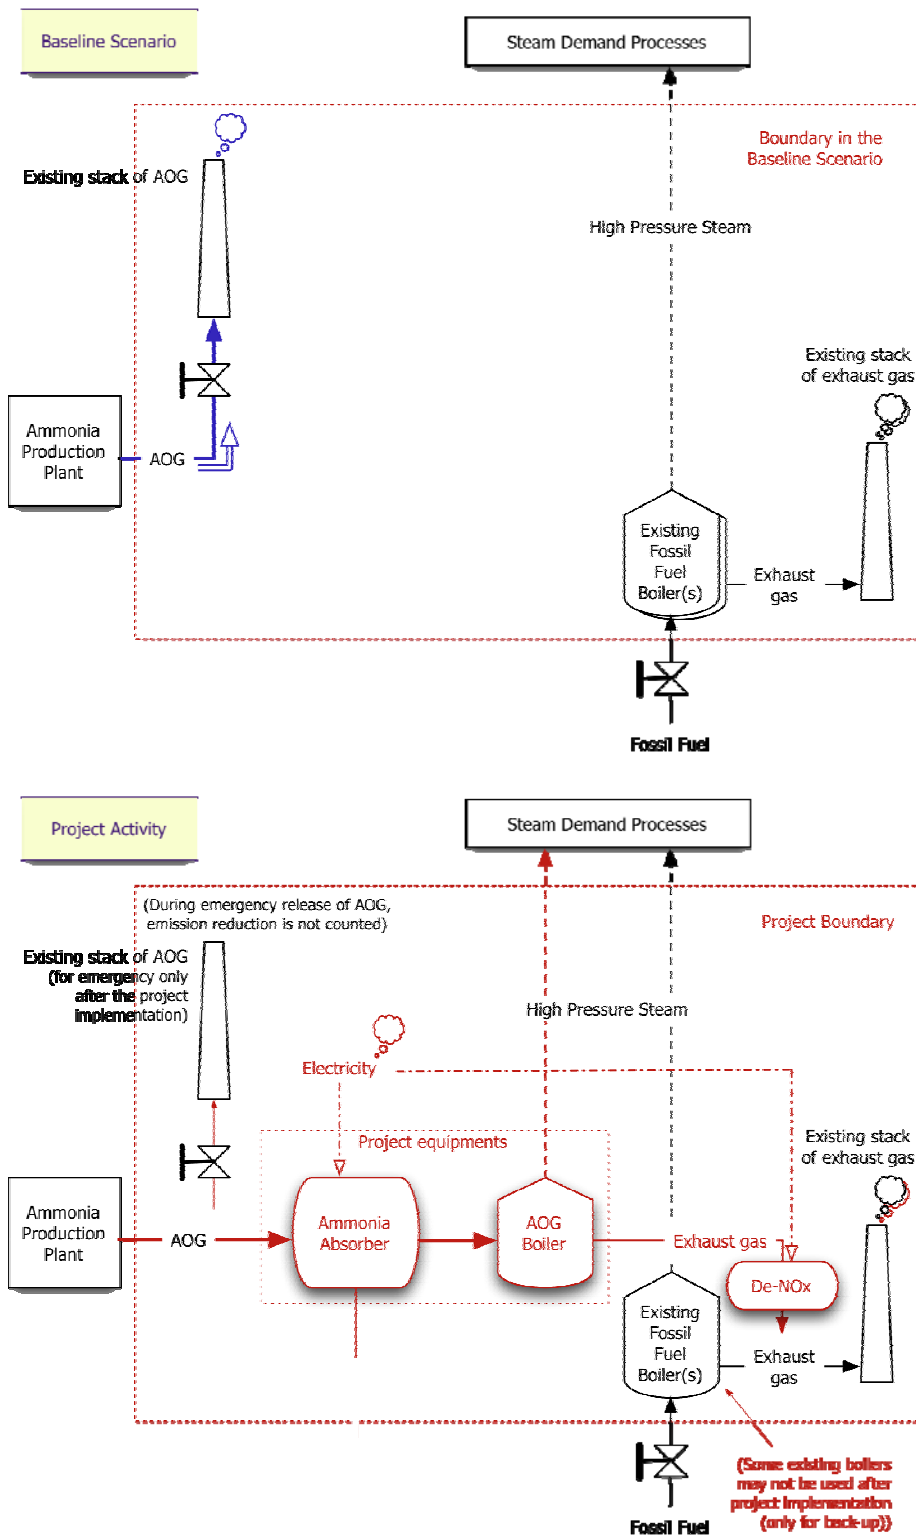 Baseline Scenario
Steam Demand Processes
Boundary in the
Baseline Scenario
Existing stack of AOG
High Pressure Steam
Existing stack
of exhaust gas
Ammonia
Production
Plant
AOG
Existing
Fossil
Fuel
Boiler(s)
Exhaust
gas
Fossil Fuel
Project Activity
Steam Demand Processes
(During emergency release of AOG,
emission reduction is not counted)
Project Boundary
Existing stack of AOG
(for emergency only
after the project
implementation)
High Pressure Steam
Electricity
Project equipments
Existing stack
of exhaust gas
Ammonia
Production
Plant
AOG
Ammonia
Absorber
AOG
Boiler
Exhaust gas
De-NOx
Existing
Fossil
Fuel
Boiler(s)
Exhaust
gas
(Some existing boilers
may not be used after
project implementation
(only for back-up))
Fossil Fuel